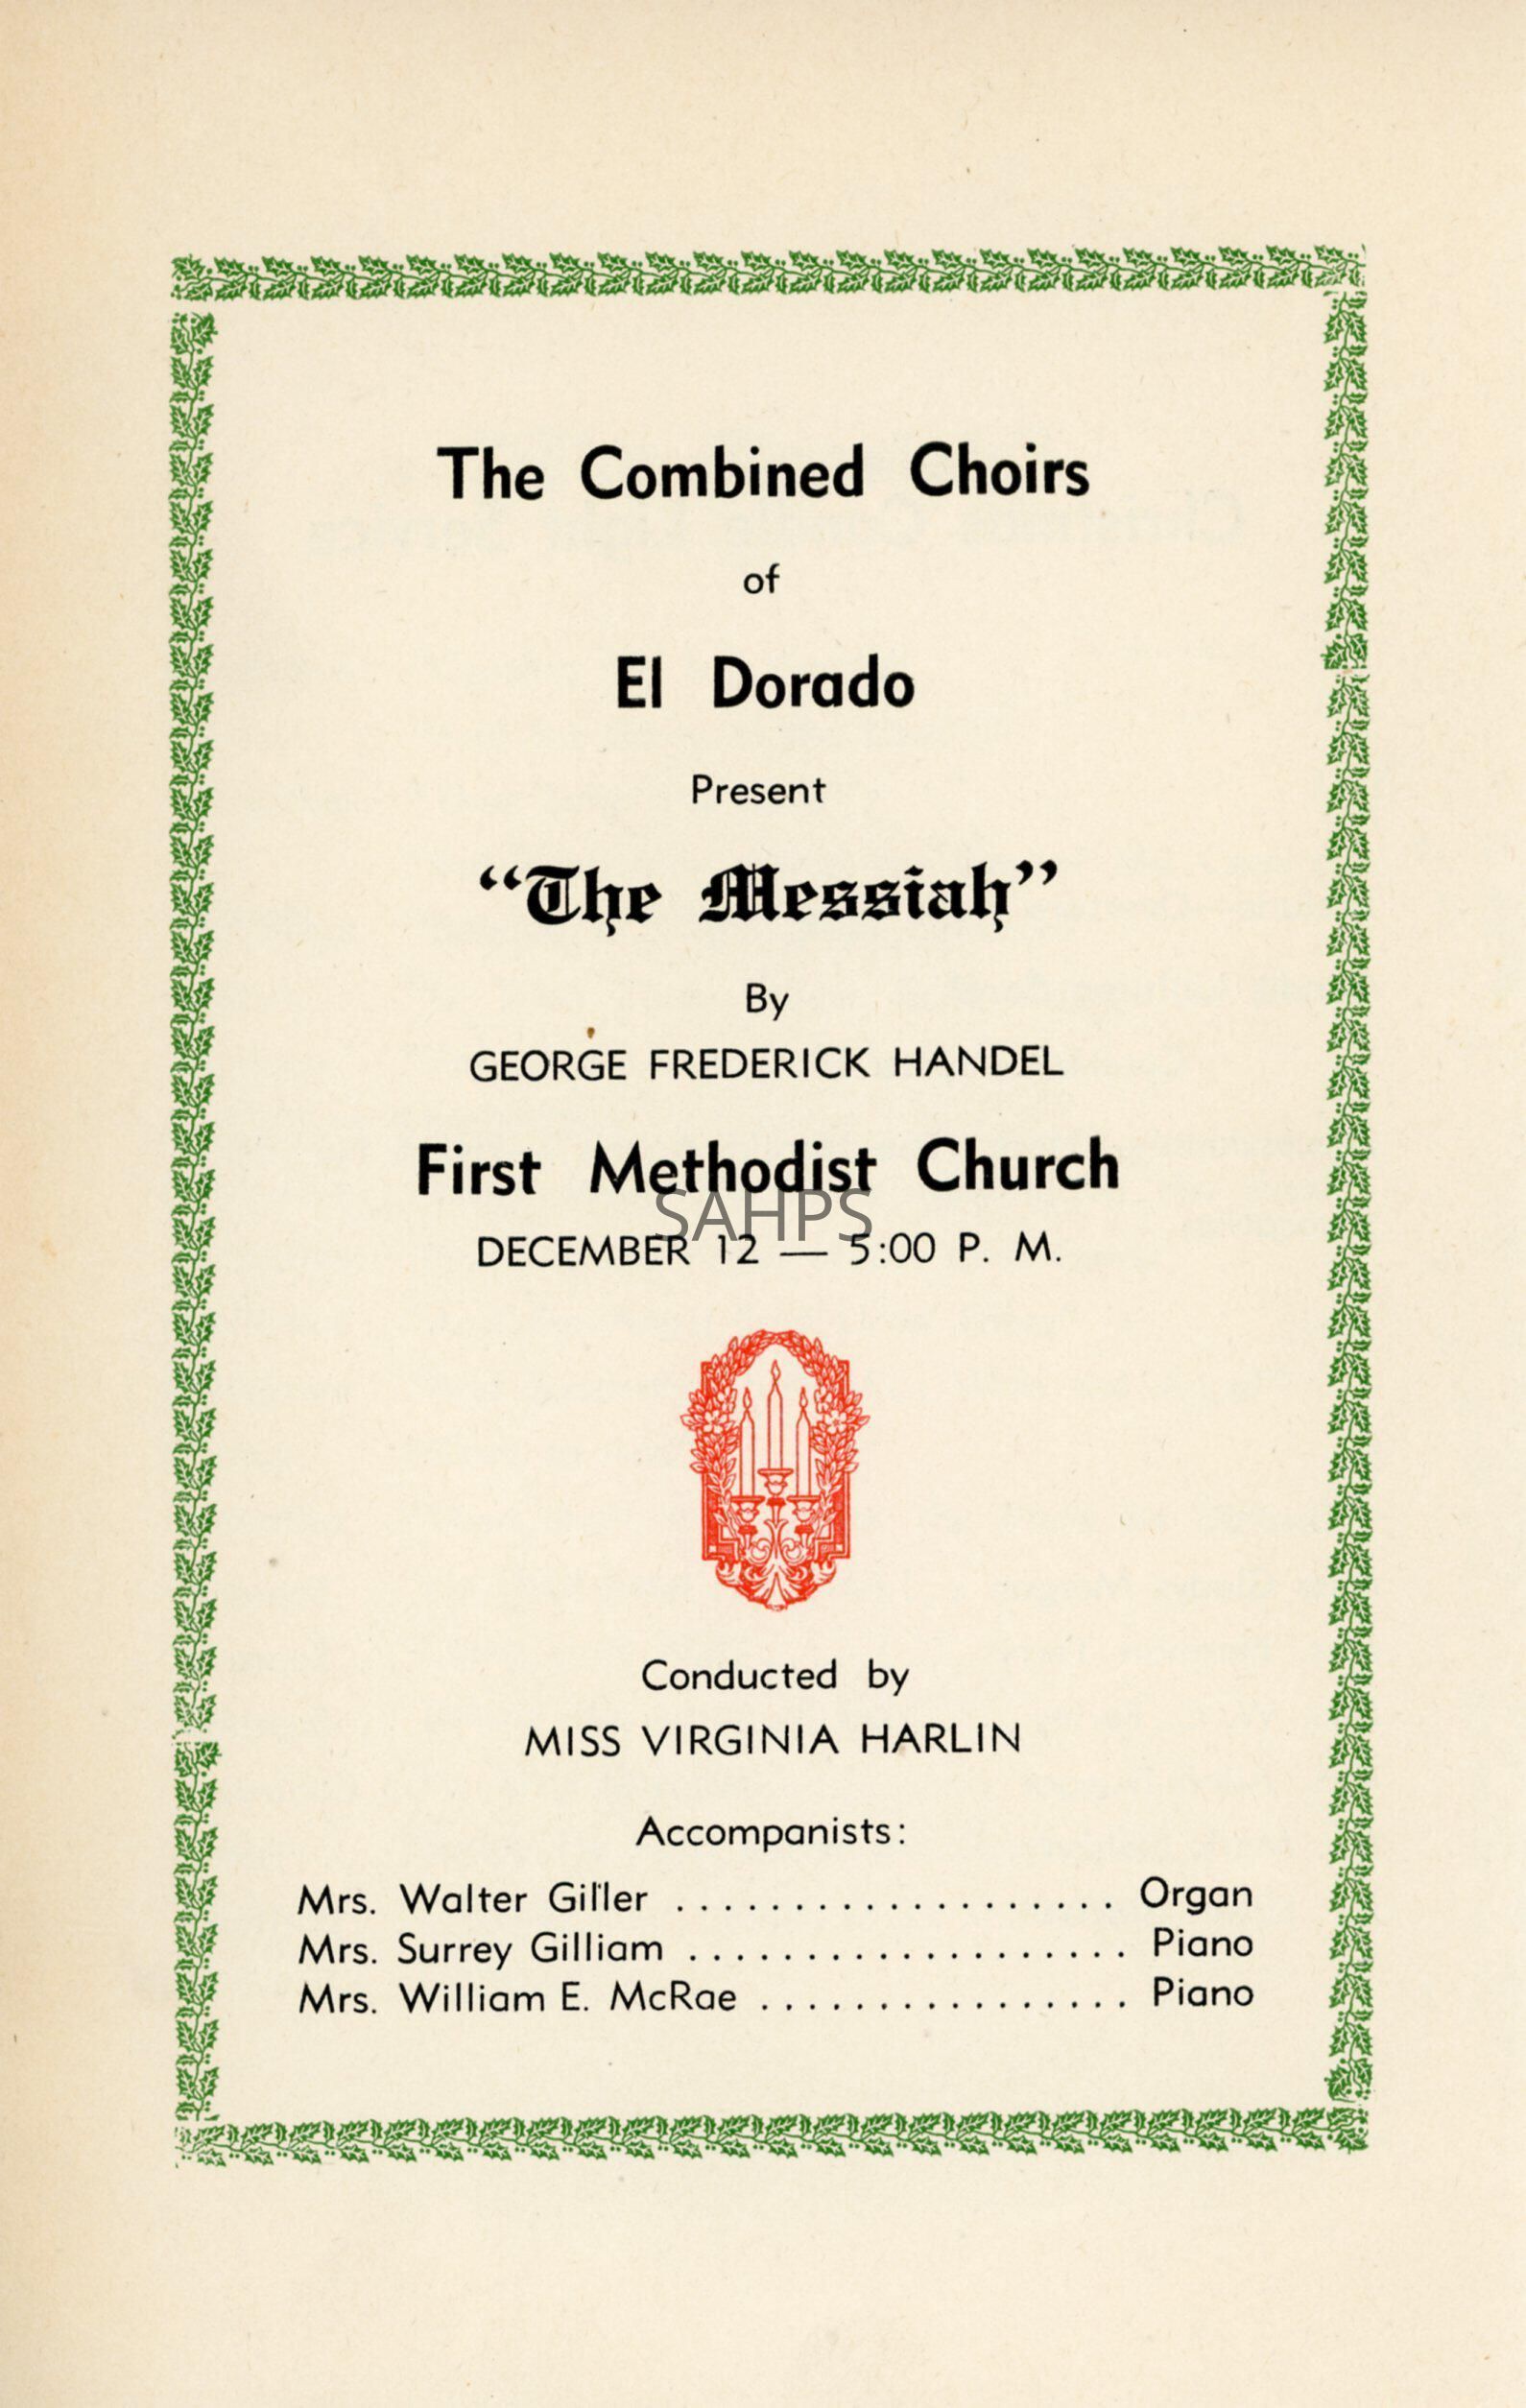 The Combined Choirs
of
El Dorado
Present
“The Messiah”
By
GEORGE FREDERICK HANDEL
First Methodist Church
SAHPS
DECEMBER 12 — 5:00 P. M.
Conducted by
MISS VIRGINIA HARLIN
Accompanists:
Mrs. Walter Giller . . . . . . . . . . . . . . . . . . . Organ
Mrs. Surrey Gilliam . . . . . . . . . . . . . . . . . . . Piano
Mrs. William E. McRae . . . . . . . . . . . . . . . . Piano